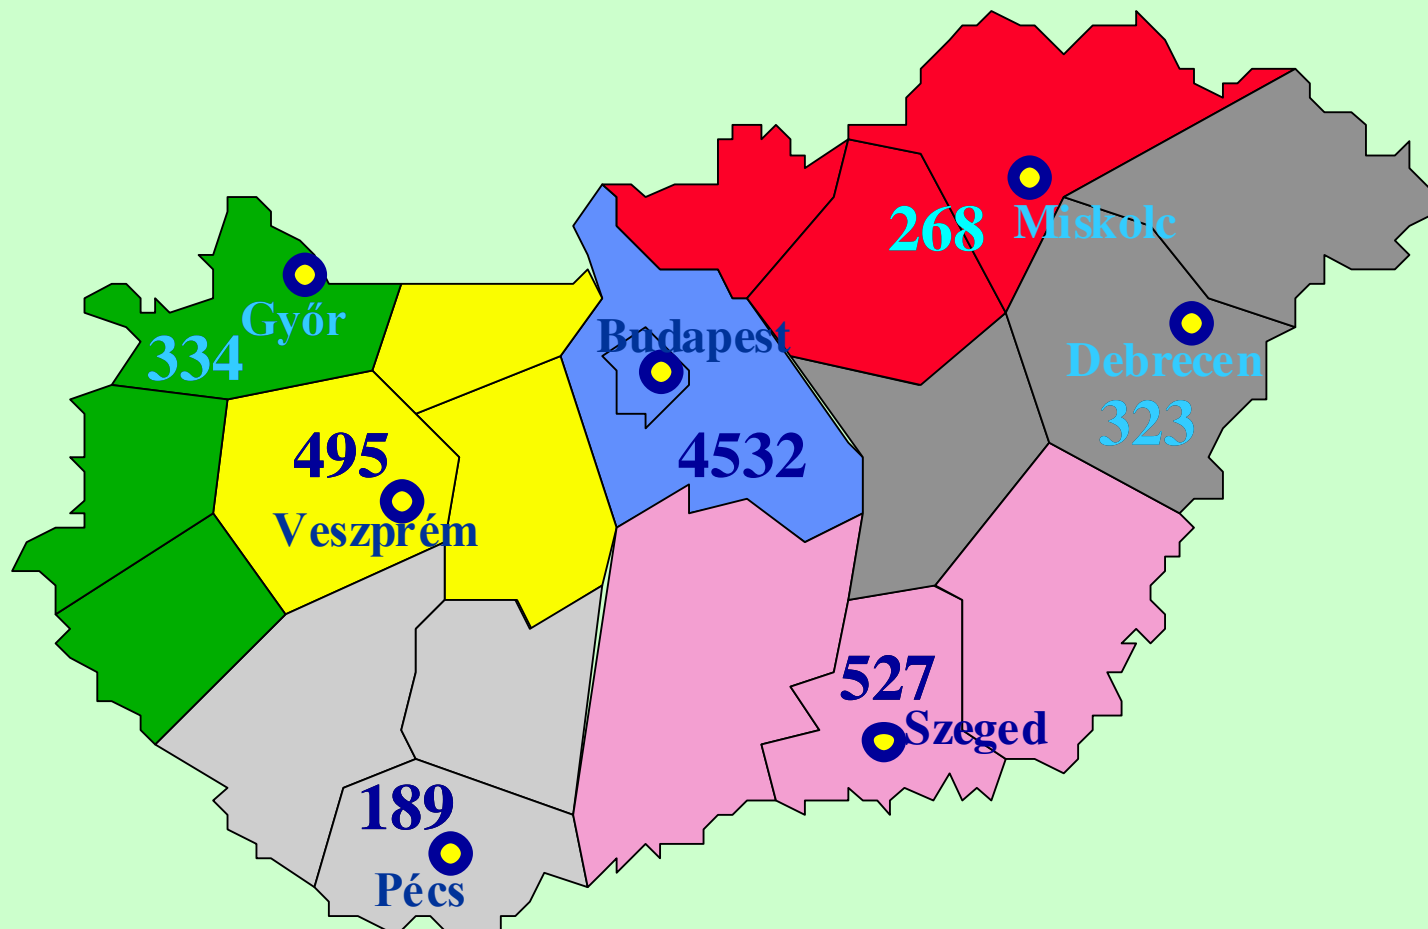 268
Miskolc
Győr
334
Budapest
Debrecen
323
495
4532
Veszprém
527
Szeged
189
Pécs